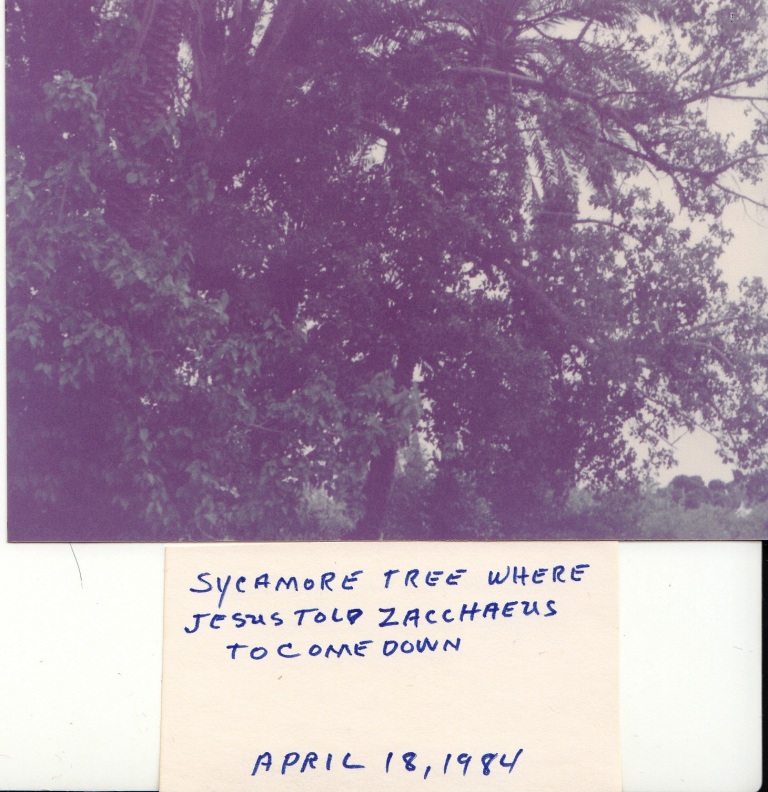 SYCAMORE TREE WHERE
JESUS TOLD ZACCHAEUS
TO COME DOWN
APRIL 18, 1984